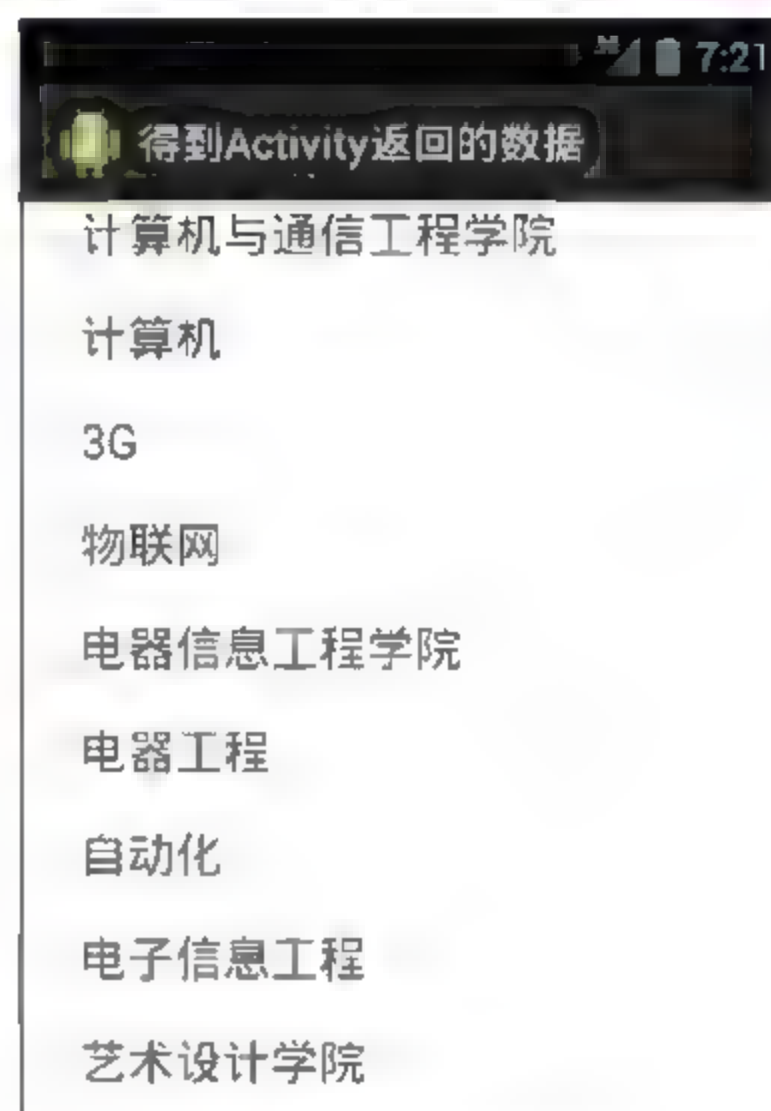 7:21
得到Activity返回的数据
计算机与通信工程学院
计算机
3G
物联网
电器信息工程学院
电器工程
自动化
电子信息工程
艺术设计学院